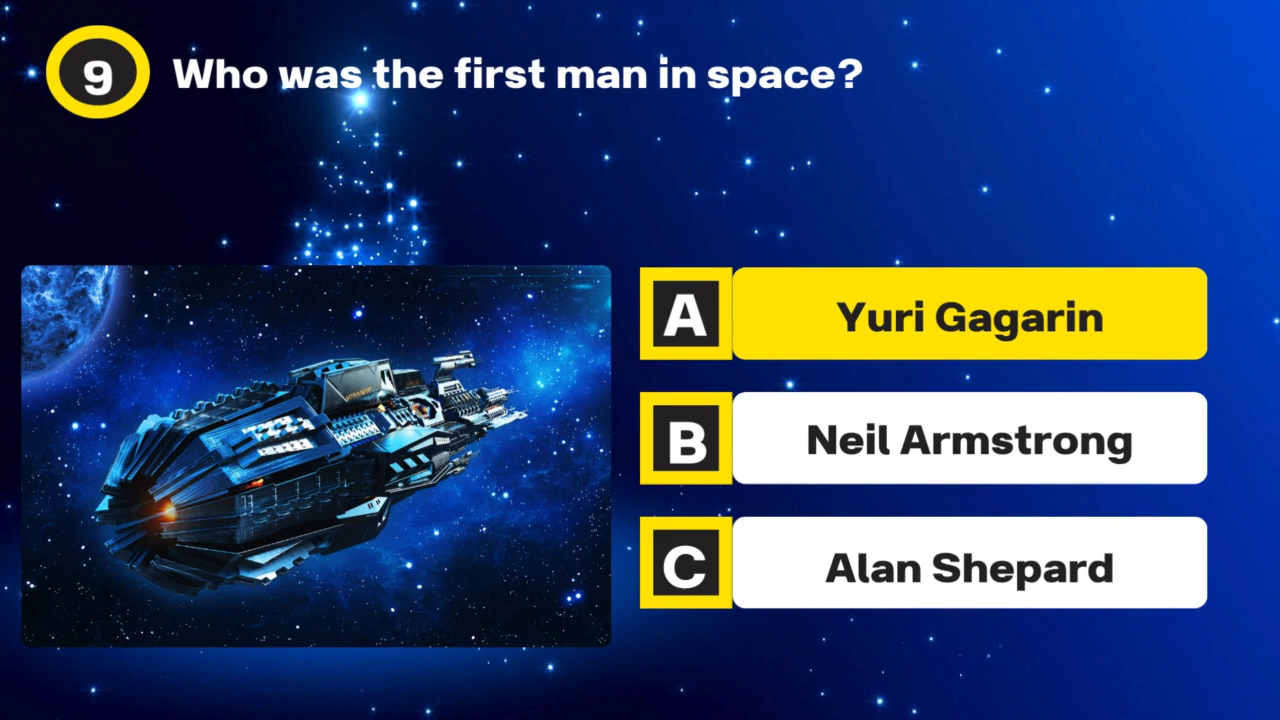 9
Who was the first man in space?
A
Yuri Gagarin
B
Neil Armstrong
C
Alan Shepard